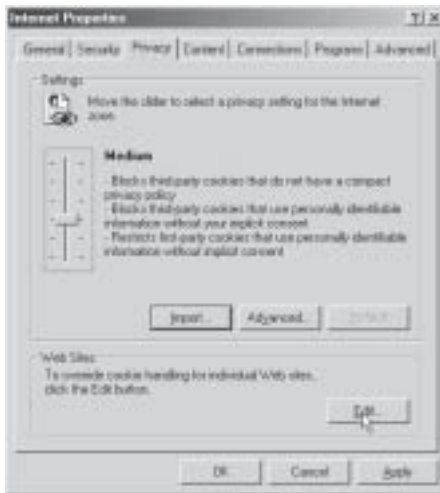 Internet Properties
General Security Privacy Content Connections Programs Advanced
Settings
Move the slider to select a privacy setting for the Internet
zone.
Medium
- Blocks third-party cookies that do not have a compact
privacy policy
- Blocks third-party cookies that use personally identifiable
information without your explicit consent
- Restricts first-party cookies that use personally identifiable
information without implicit consent
Import... Advanced... Default
Web Sites
To override cookie handling for individual Web sites,
click the Edit button.
Edit...
OK Cancel Apply